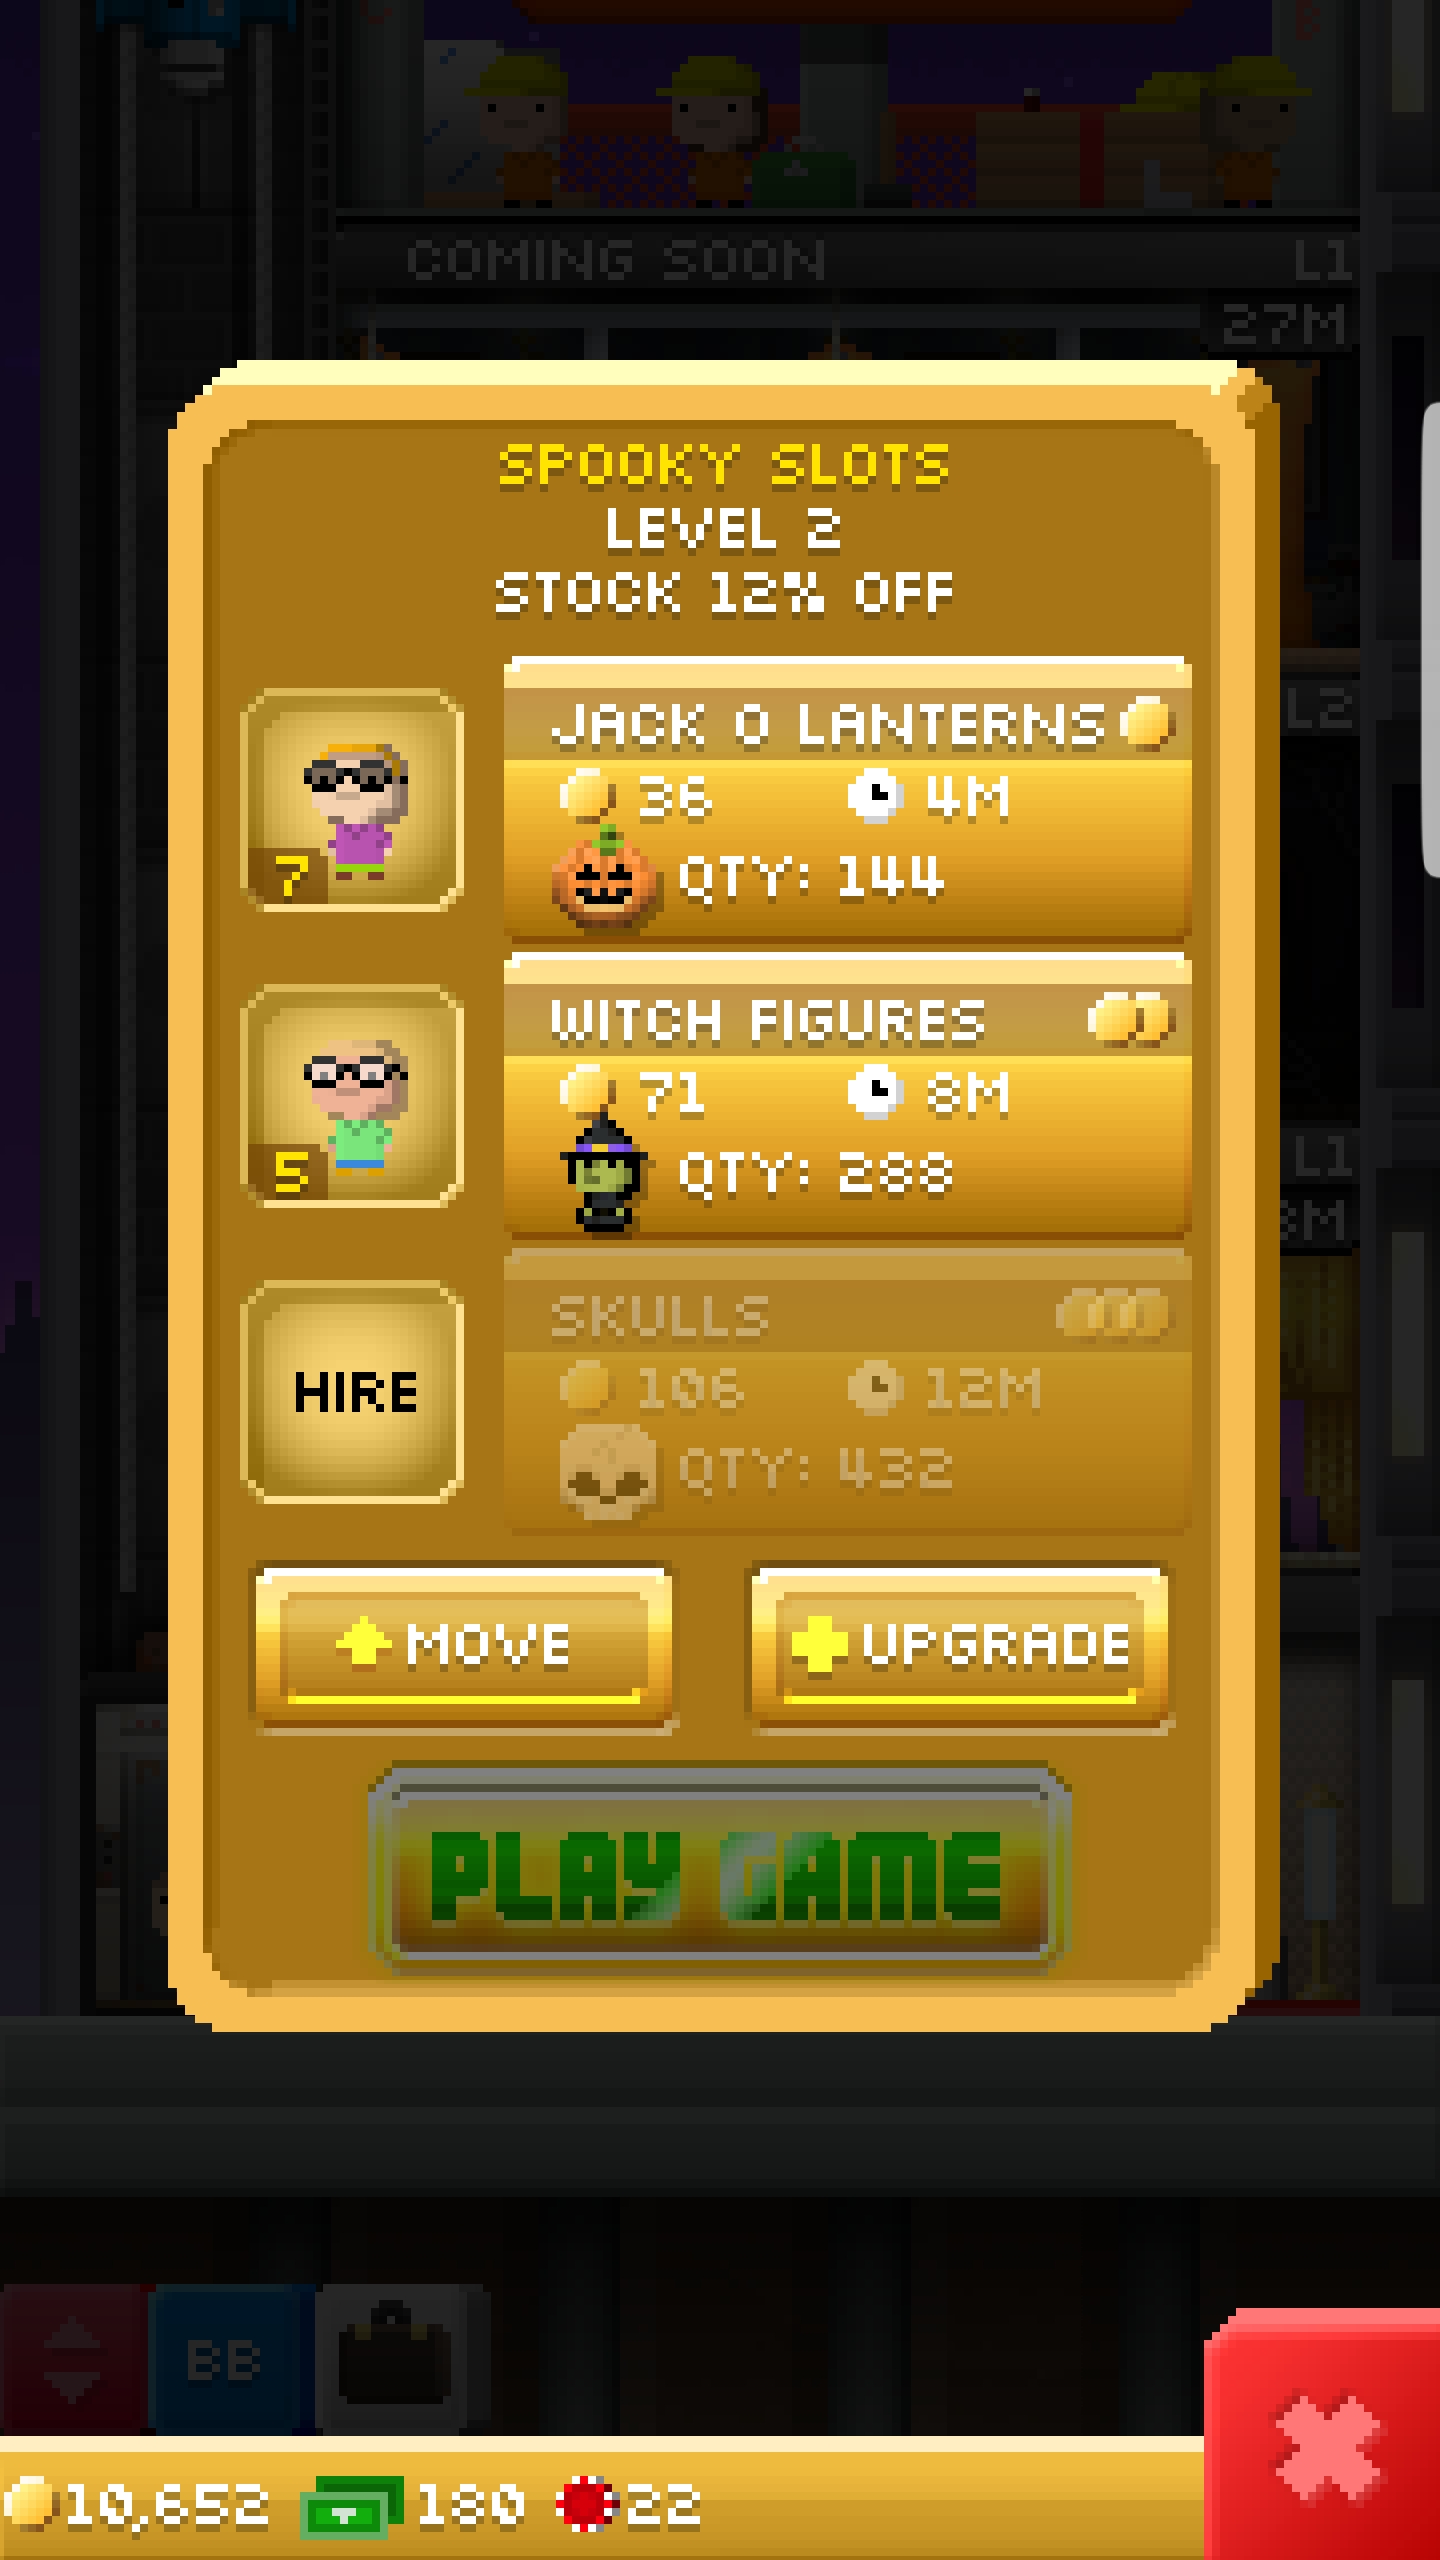 COMING SOON L1
27M
SPOOKY SLOTS
LEVEL 2
STOCK 12% OFF
JACK O LANTERNS
36 4M
QTY: 144
7
L2
WITCH FIGURES
71 8M
QTY: 288
5
L1
SKULLS
106 12M
QTY: 432
HIRE
MOVE
UPGRADE
PLAY GAME
BB
10,652 180 22